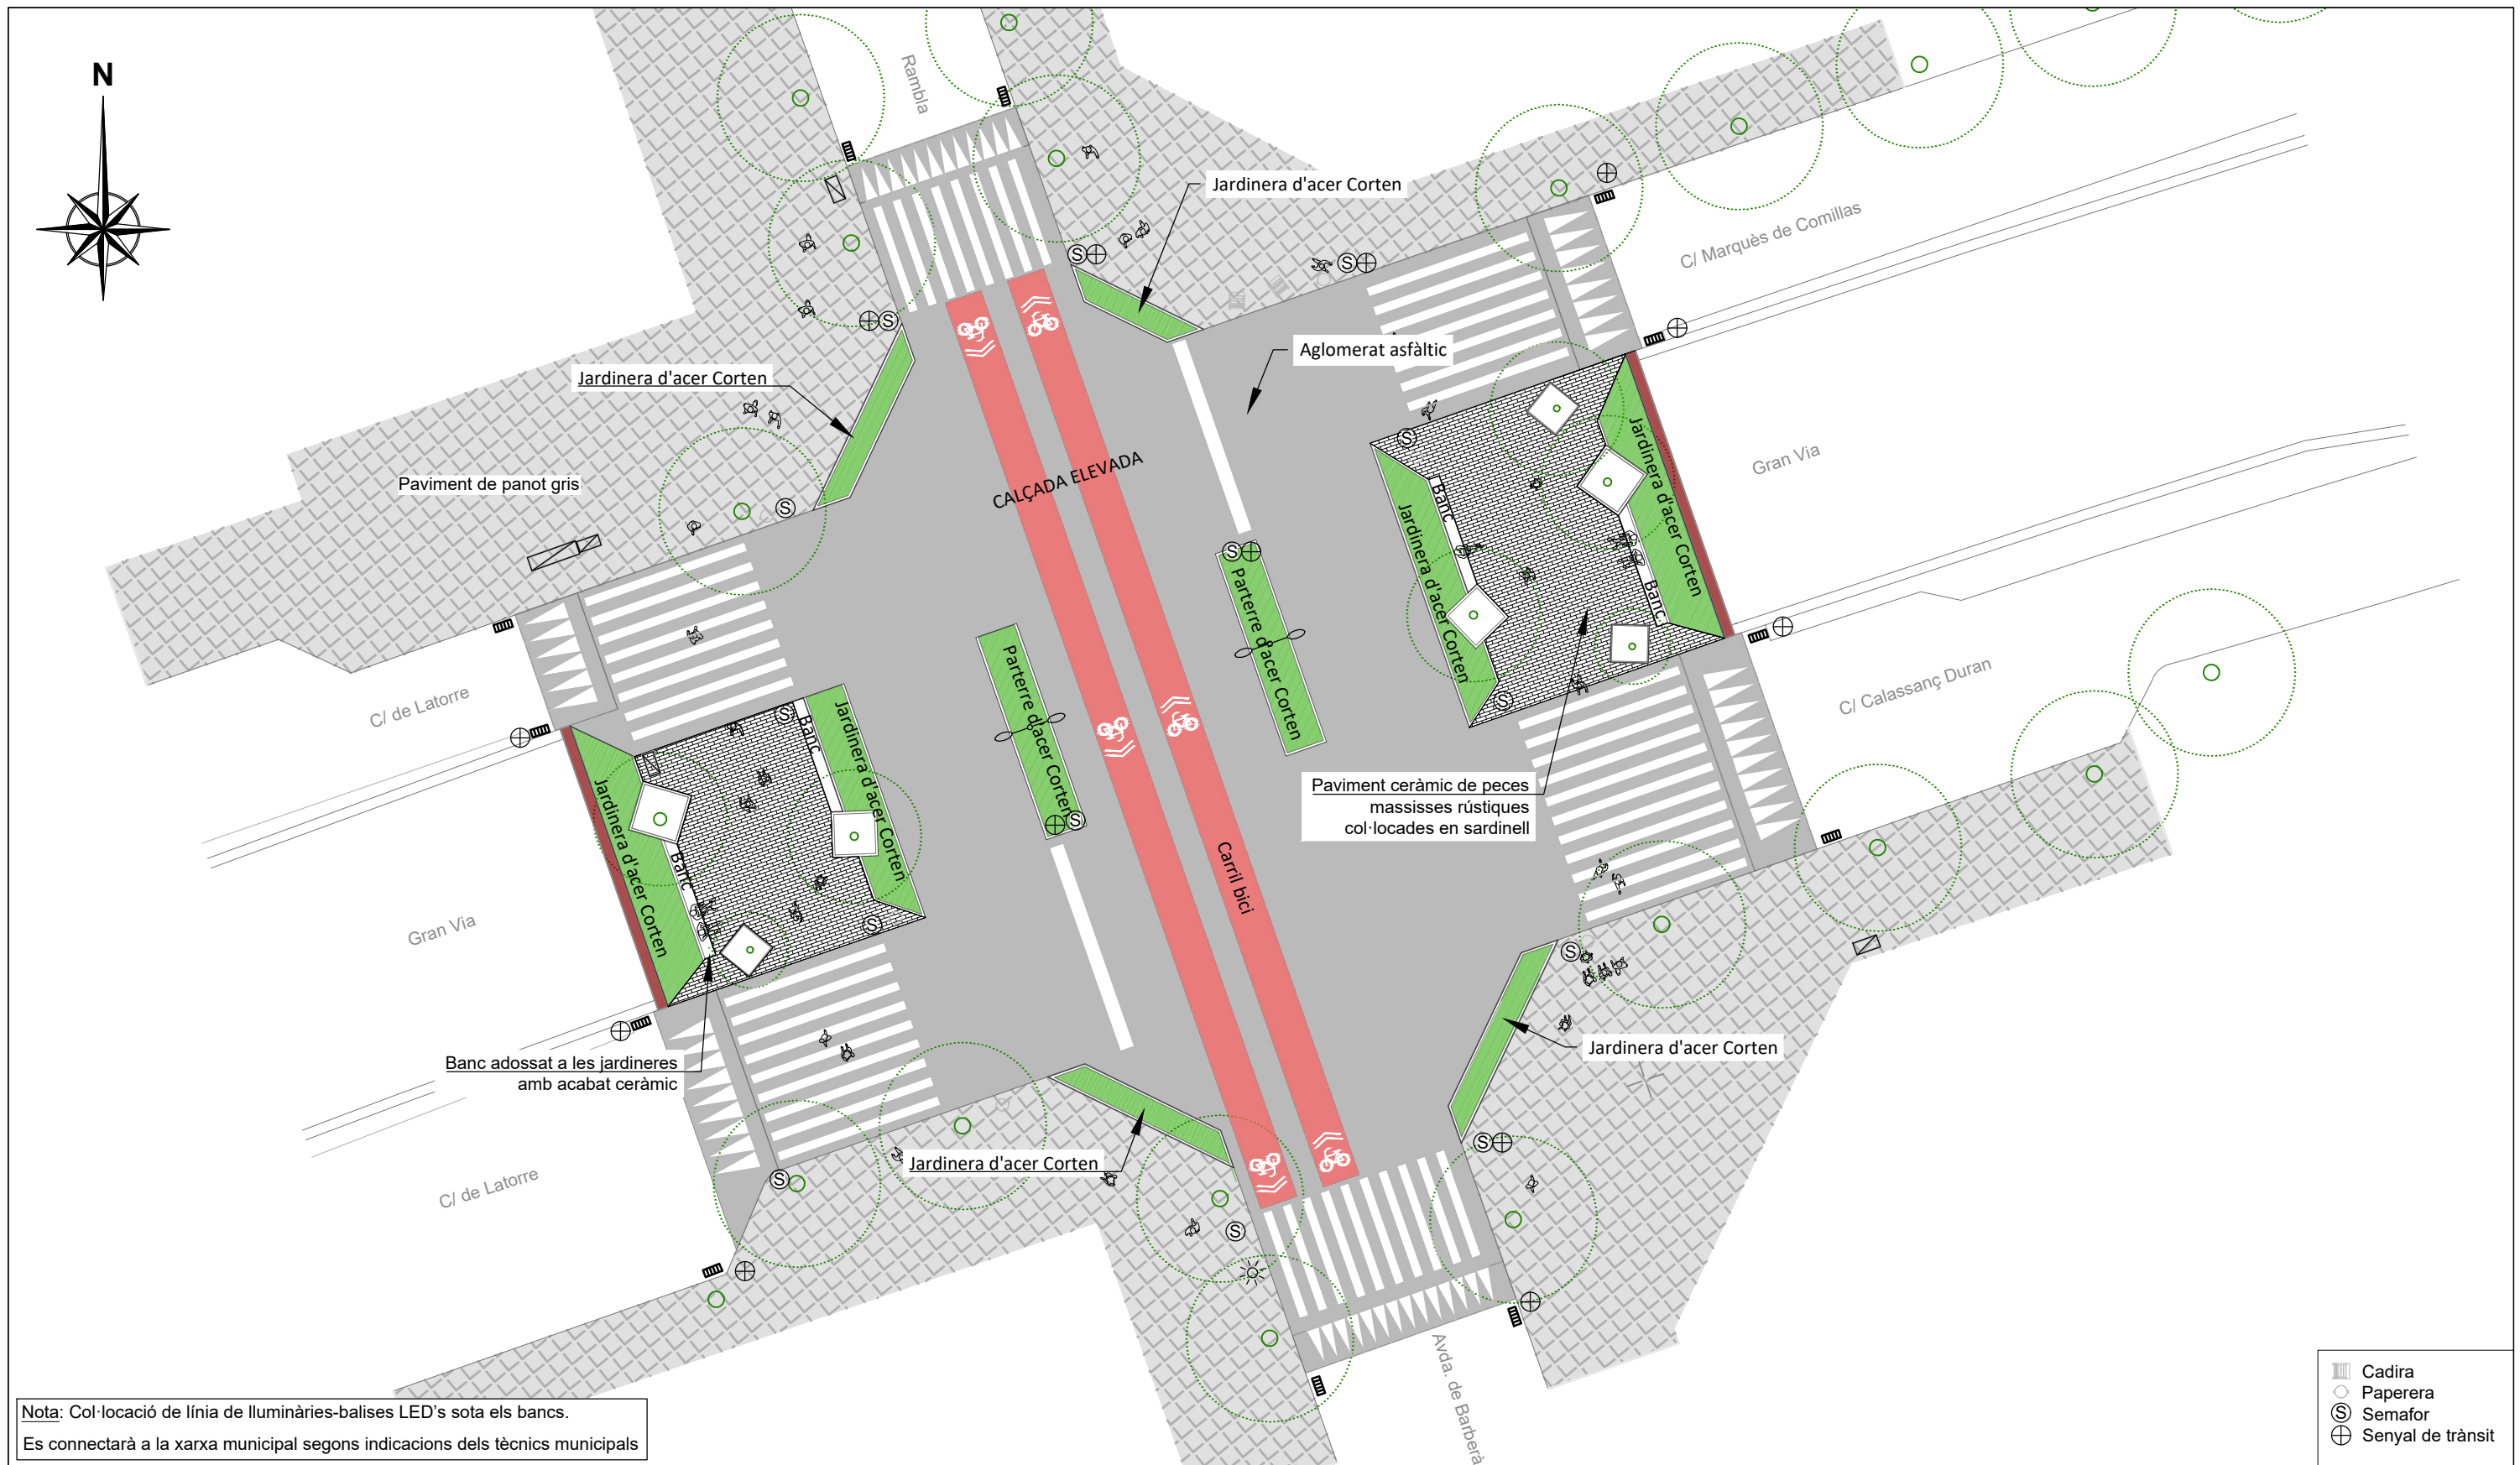 N
Rambla
Jardinera d'acer Corten
C/ Marquès de Comillas
Aglomerat asfàltic
Jardinera d'acer Corten
S
S
S
S
Gran Via
Jardinera d'acer Corten
CALÇADA ELEVADA
Paviment de panot gris
Banc
Jardinera d'acer Corten
S
S
Parterre d'acer Corten
Banc
C/ Calassanç Duran
C/ de Latorre
S
Parterre d'acer Corten
S
Banc
Jardinera d'acer Corten
Paviment ceràmic de peces
massisses rústiques
col·locades en sardinell
S
Jardinera d'acer Corten
Banc
Carril bici
Gran Via
S
S
Jardinera d'acer Corten
Banc adossat a les jardineres
amb acabat ceràmic
Jardinera d'acer Corten
S
C/ de Latorre
S
S
Avda. de Barberà
Nota: Col·locació de línia de lluminàries-balises LED's sota els bancs.
Es connectarà a la xarxa municipal segons indicacions dels tècnics municipals
Cadira
Paperera
S Semafor
Senyal de trànsit